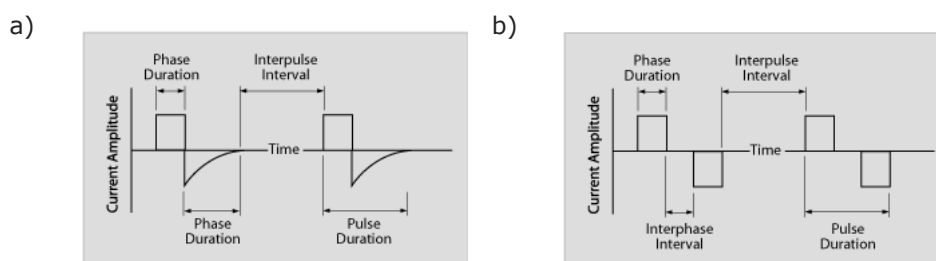 a)
Phase
Duration
Interpulse
Interval
Current Amplitude
Time
Phase
Duration
Pulse
Duration
b)
Phase
Duration
Interpulse
Interval
Current Amplitude
Time
Interphase
Interval
Pulse
Duration